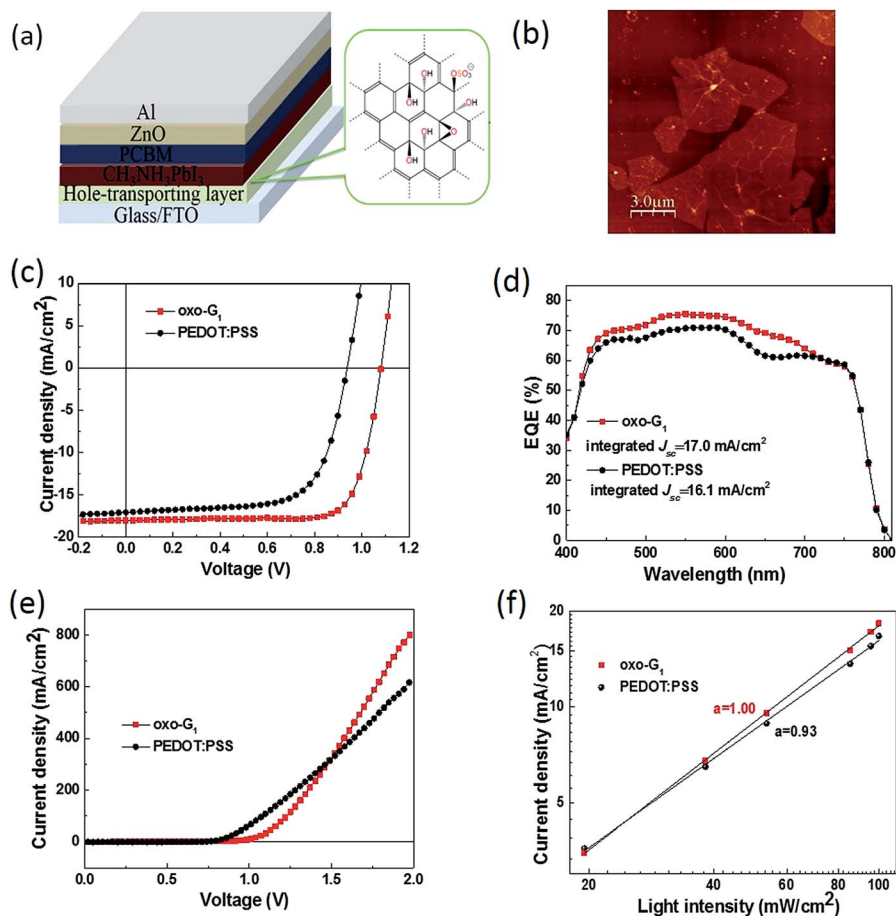 (a)
Al
ZnO
PCBM
CH₃NH₃PbI₃
Hole-transporting layer
Glass/FTO
OH
OSO₃
⊖
OH
OH
O
OH
OH
(b)
3.0μm
(c)
Current density (mA/cm²)
10
5
0
-5
-10
-15
-20
oxo-G₁
PEDOT:PSS
-0.2 0.0 0.2 0.4 0.6 0.8 1.0 1.2
Voltage (V)
(d)
EQE (%)
90
80
70
60
50
40
30
20
10
0
oxo-G₁
integrated Jsc=17.0 mA/cm²
PEDOT:PSS
integrated Jsc=16.1 mA/cm²
400 500 600 700 800
Wavelength (nm)
(e)
Current density (mA/cm²)
800
600
400
200
0
oxo-G₁
PEDOT:PSS
0.0 0.5 1.0 1.5 2.0
Voltage (V)
(f)
Current density (mA/cm²)
20
15
10
5
oxo-G₁
PEDOT:PSS
a=1.00
a=0.93
20 40 60 80 100
Light intensity (mW/cm²)